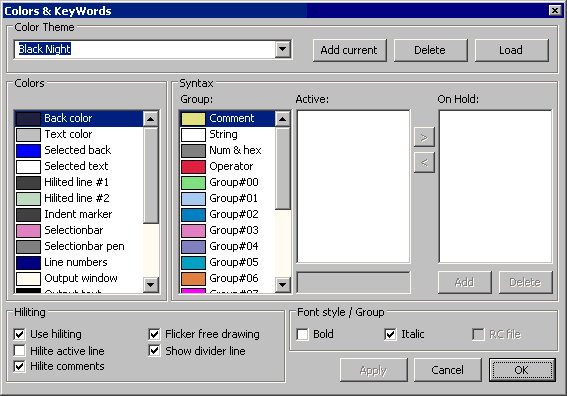 Colors & KeyWords
Color Theme
Black Night
Add current
Delete
Load
Colors
Back color
Text color
Selected back
Selected text
Hilited line #1
Hilited line #2
Indent marker
Selectionbar
Selectionbar pen
Line numbers
Output window
Output text
Syntax
Group:
Comment
String
Num & hex
Operator
Group#00
Group#01
Group#02
Group#03
Group#04
Group#05
Group#06
Group#07
Active:
>
<
On Hold:
Add
Delete
Hiliting
Use hiliting
Hilite active line
Hilite comments
Flicker free drawing
Show divider line
Font style / Group
Bold
Italic
RC file
Apply
Cancel
OK